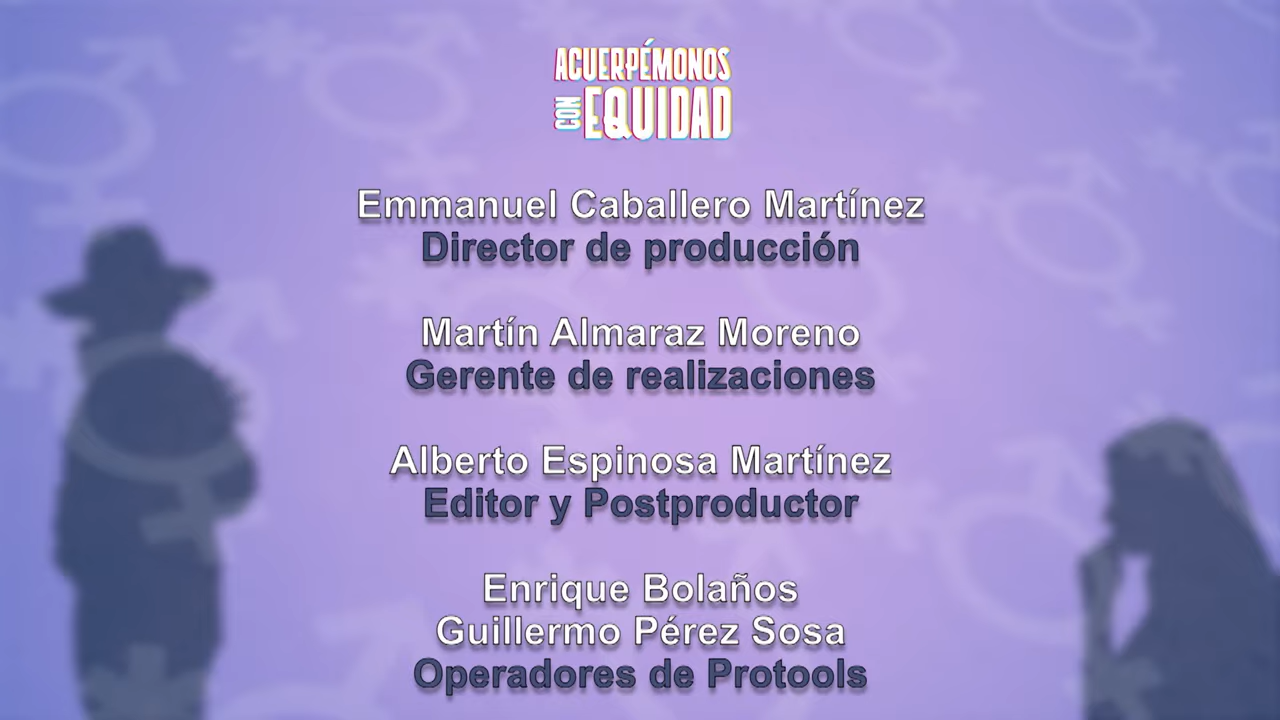 ACUERPÉMONOS
CON EQUIDAD
Emmanuel Caballero Martínez
Director de producción
Martín Almaraz Moreno
Gerente de realizaciones
Alberto Espinosa Martínez
Editor y Postproductor
Enrique Bolaños
Guillermo Pérez Sosa
Operadores de Protools